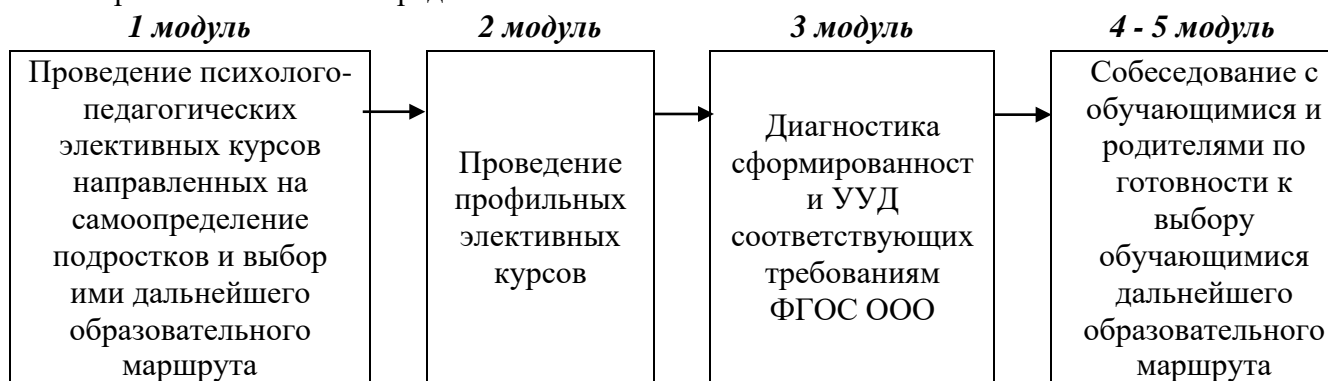 1 модуль
Проведение психолого-
педагогических
элективных курсов
направленных на
самоопределение
подростков и выбор
ими дальнейшего
образовательного
маршрута
2 модуль
Проведение
профильных
элективных
курсов
3 модуль
Диагностика
сформированност
и УУД
соответствующих
требованиям
ФГОС ООО
4 - 5 модуль
Собеседование с
обучающимися и
родителями по
готовности к
выбору
обучающимися
дальнейшего
образовательного
маршрута